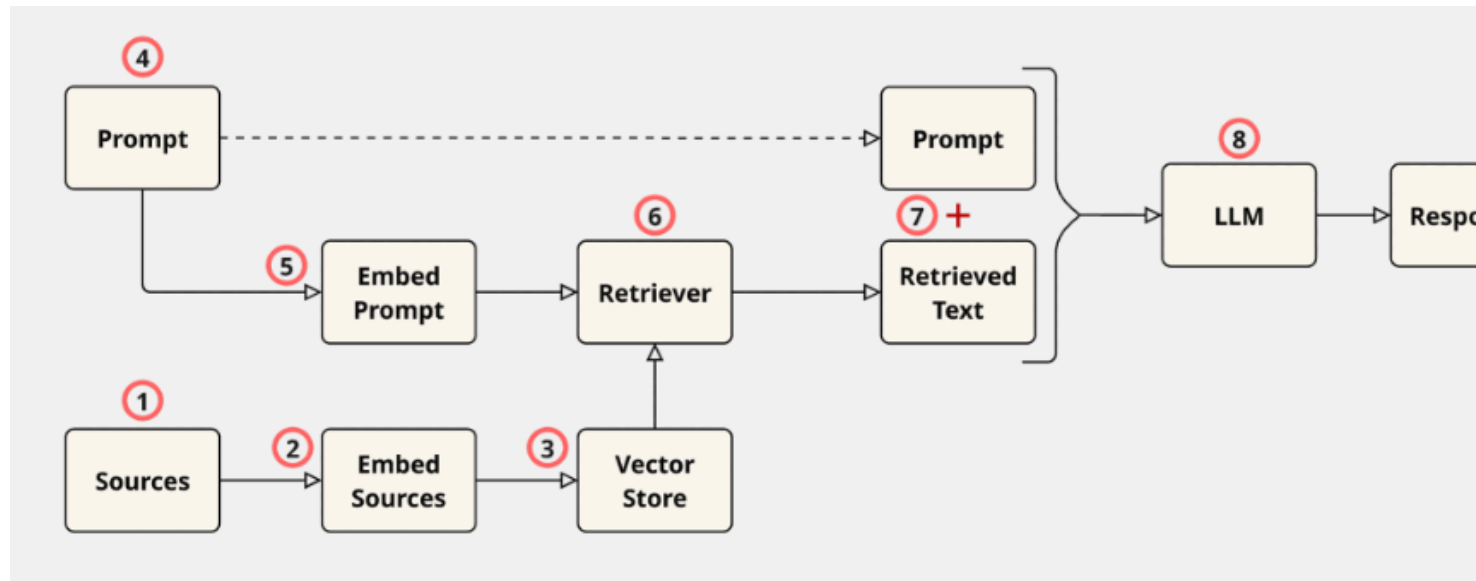 4
Prompt
Prompt
8
6
7 +
LLM
Respo
5
Embed
Prompt
Retriever
Retrieved
Text
1
2
3
Sources
Embed
Sources
Vector
Store